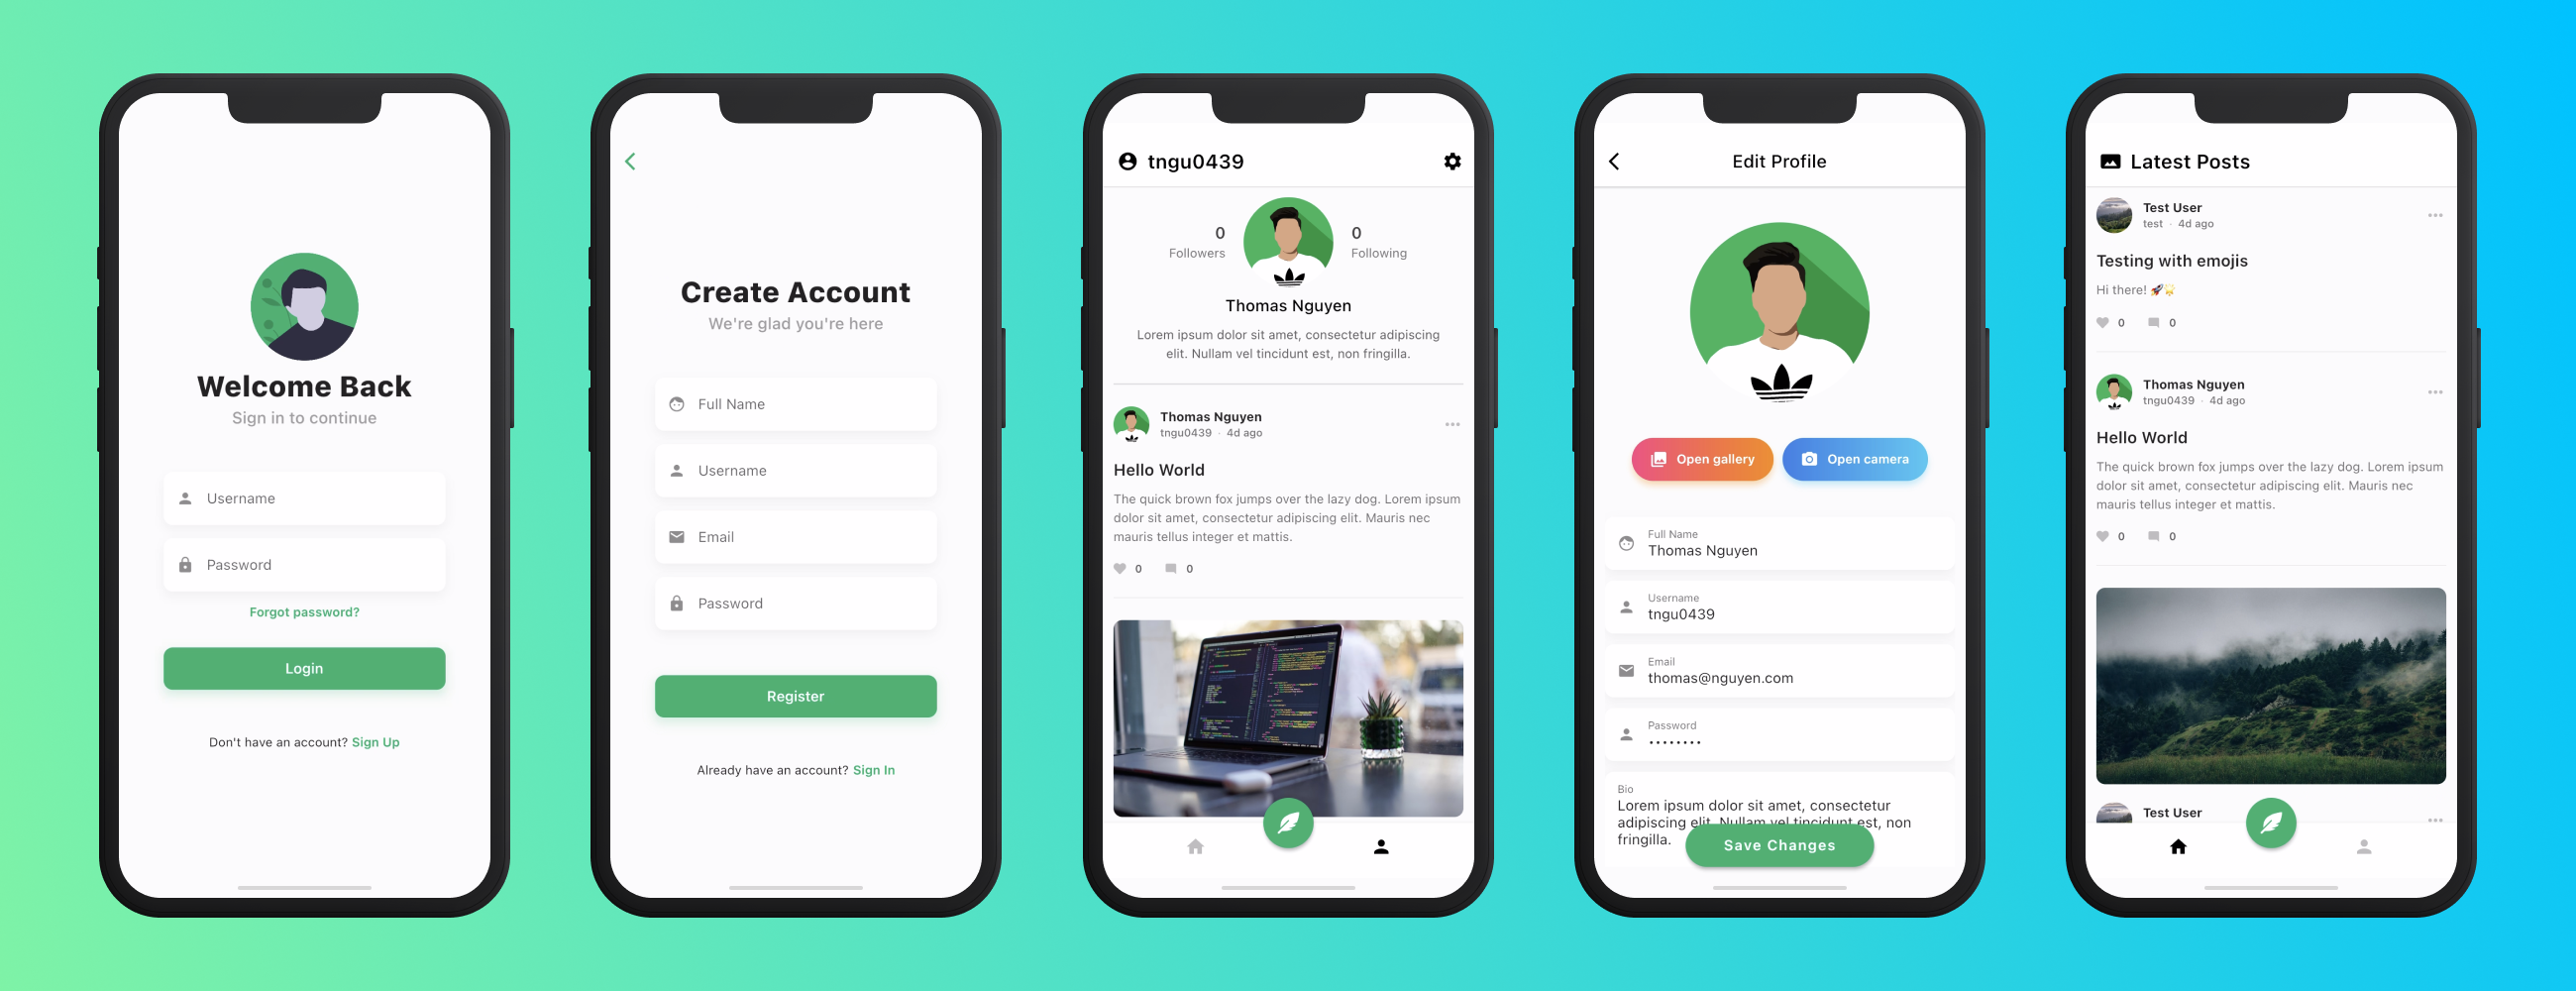 Welcome Back
Sign in to continue
Username
Password
Forgot password?
Login
Don't have an account? Sign Up
Create Account
We're glad you're here
Full Name
Username
Email
Password
Register
Already have an account? Sign In
tngu0439
0
Followers
0
Following
Thomas Nguyen
Lorem ipsum dolor sit amet, consectetur adipiscing
elit. Nullam vel tincidunt est, non fringilla.
Thomas Nguyen
tngu0439 · 4d ago
Hello World
The quick brown fox jumps over the lazy dog. Lorem ipsum
dolor sit amet, consectetur adipiscing elit. Mauris nec
mauris tellus integer et mattis.
0 0
Edit Profile
Open gallery
Open camera
Full Name
Thomas Nguyen
Username
tngu0439
Email
thomas@nguyen.com
Password
••••••••
Bio
Lorem ipsum dolor sit amet, consectetur
adipiscing elit. Nullam vel tincidunt est, non
fringilla.
Save Changes
Latest Posts
Test User
test · 4d ago
Testing with emojis
Hi there! 🚀🌟
0 0
Thomas Nguyen
tngu0439 · 4d ago
Hello World
The quick brown fox jumps over the lazy dog. Lorem ipsum
dolor sit amet, consectetur adipiscing elit. Mauris nec
mauris tellus integer et mattis.
0 0
Test User